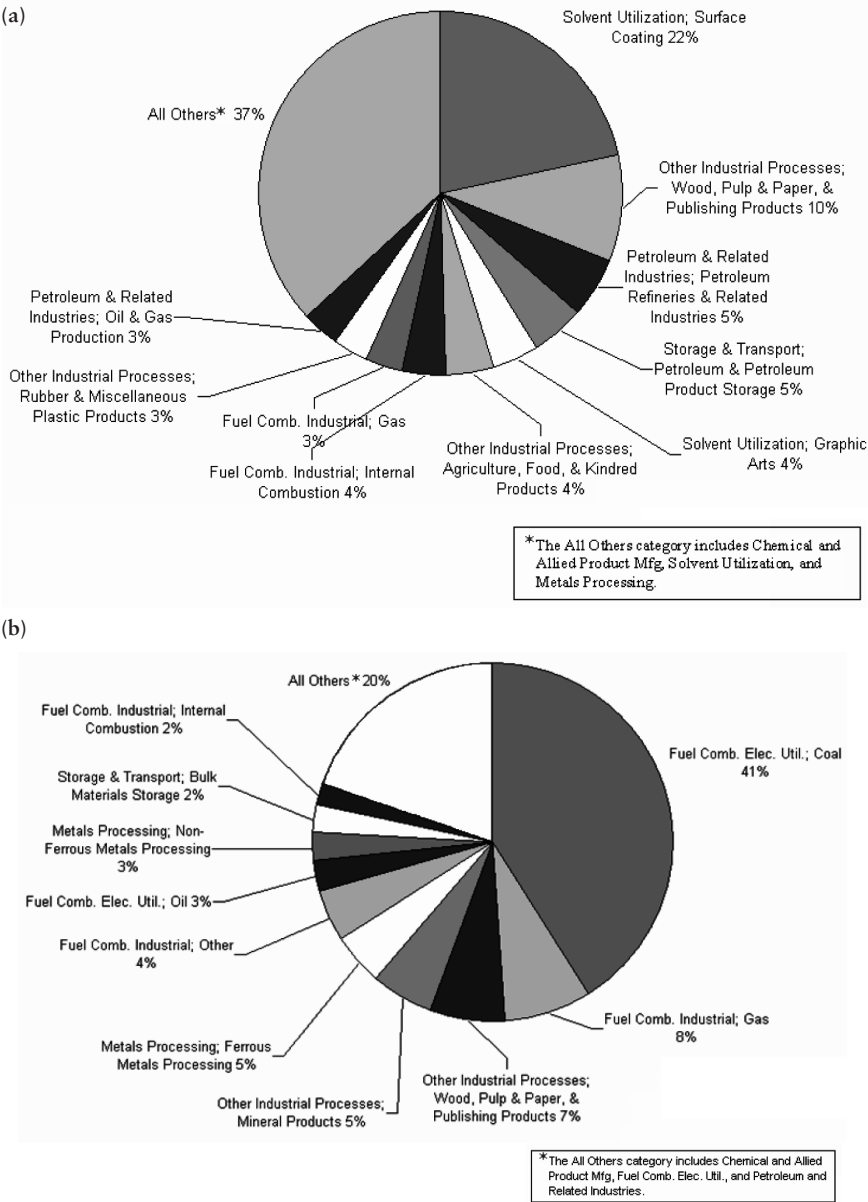 (a)
Solvent Utilization; Surface
Coating 22%
All Others* 37%
Other Industrial Processes;
Wood, Pulp & Paper, &
Publishing Products 10%
Petroleum & Related
Industries; Petroleum
Refineries & Related
Industries 5%
Petroleum & Related
Industries; Oil & Gas
Production 3%
Storage & Transport;
Petroleum & Petroleum
Product Storage 5%
Other Industrial Processes;
Rubber & Miscellaneous
Plastic Products 3%
Fuel Comb. Industrial; Gas
3%
Fuel Comb. Industrial; Internal
Combustion 4%
Other Industrial Processes;
Agriculture, Food, & Kindred
Products 4%
Solvent Utilization; Graphic
Arts 4%
*The All Others category includes Chemical and
Allied Product Mfg, Solvent Utilization, and
Metals Processing.
(b)
All Others*20%
Fuel Comb. Industrial; Internal
Combustion 2%
Fuel Comb. Elec. Util.; Coal
41%
Storage & Transport; Bulk
Materials Storage 2%
Metals Processing; Non-
Ferrous Metals Processing
3%
Fuel Comb. Elec. Util.; Oil 3%
Fuel Comb. Industrial; Other
4%
Metals Processing; Ferrous
Metals Processing 5%
Other Industrial Processes;
Mineral Products 5%
Other Industrial Processes;
Wood, Pulp & Paper, &
Publishing Products 7%
Fuel Comb. Industrial; Gas
8%
*The All Others category includes Chemical and Allied
Product Mfg, Fuel Comb. Elec. Util., and Petroleum and
Related Industries.